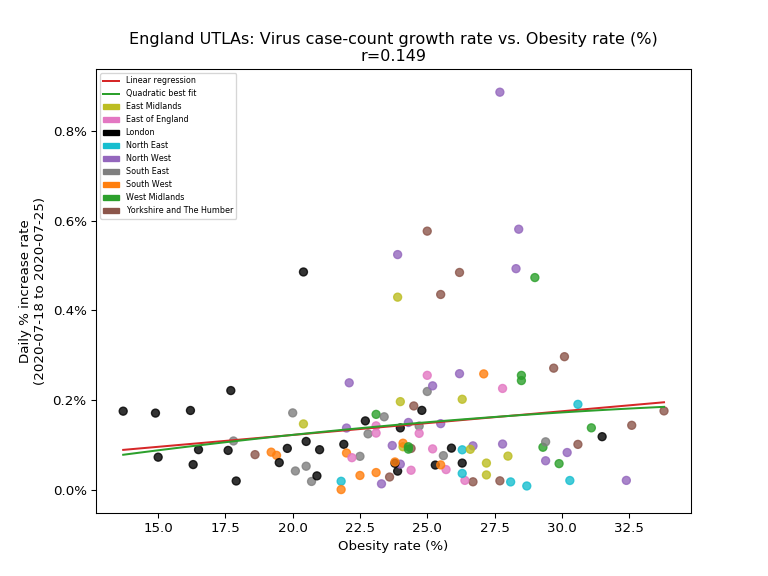 England UTLAs: Virus case-count growth rate vs. Obesity rate (%)
r=0.149
Linear regression
Quadratic best fit
East Midlands
East of England
London
North East
North West
South East
South West
West Midlands
Yorkshire and The Humber
Daily % increase rate
(2020-07-18 to 2020-07-25)
0.8%
0.6%
0.4%
0.2%
0.0%
15.0 17.5 20.0 22.5 25.0 27.5 30.0 32.5
Obesity rate (%)